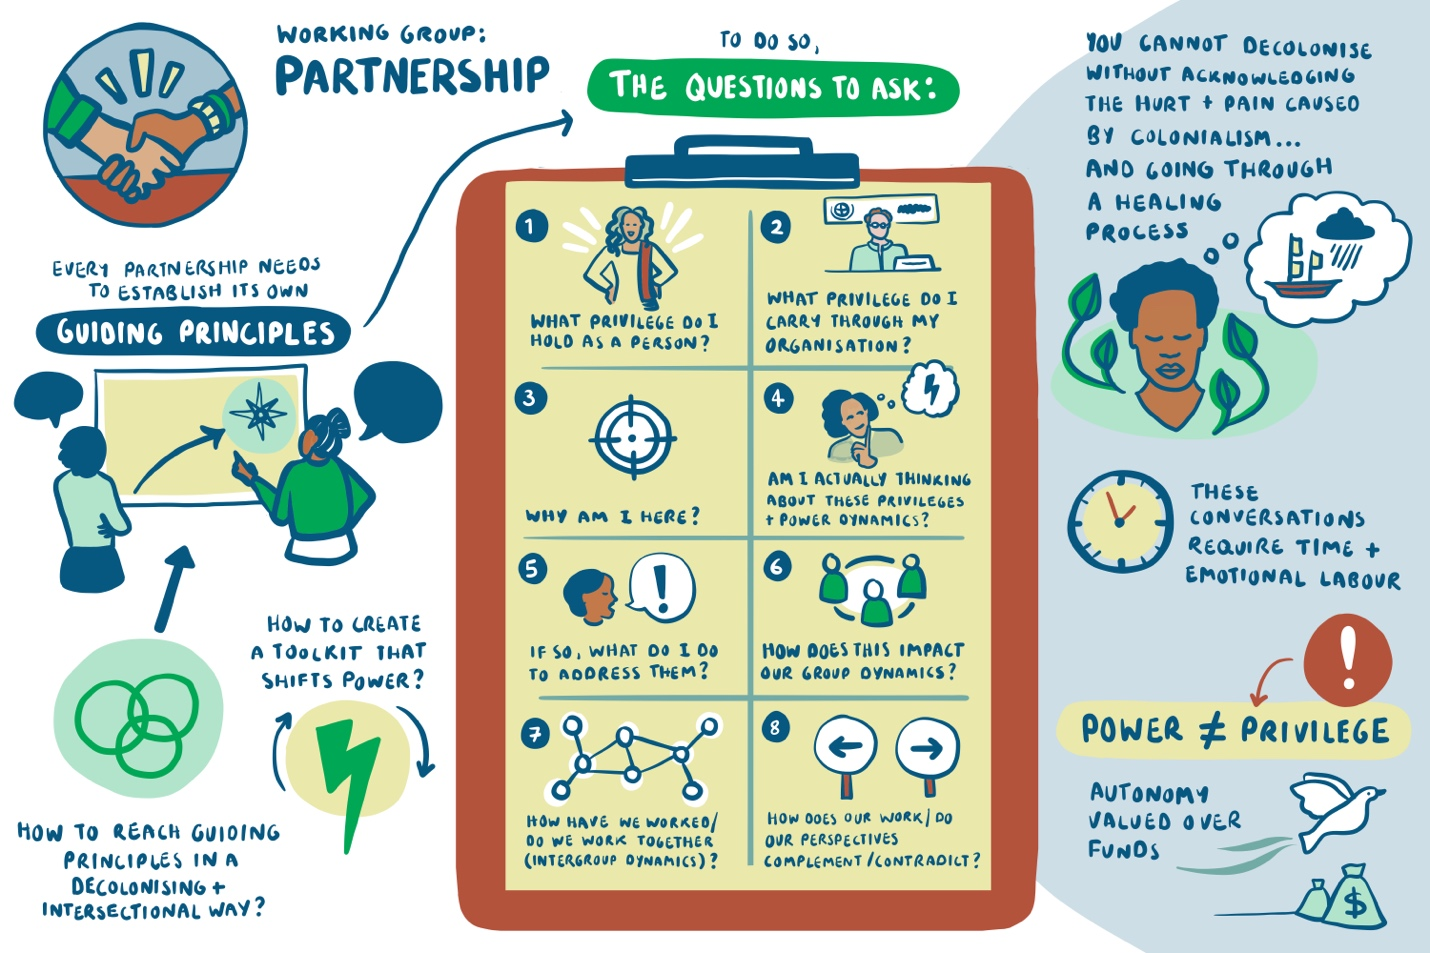 WORKING GROUP:
PARTNERSHIP
EVERY PARTNERSHIP NEEDS
TO ESTABLISH ITS OWN
GUIDING PRINCIPLES
HOW TO CREATE
A TOOLKIT THAT
SHIFTS POWER?
HOW TO REACH GUIDING
PRINCIPLES IN A
DECOLONISING +
INTERSECTIONAL WAY?
TO DO SO,
THE QUESTIONS TO ASK:
1
WHAT PRIVILEGE DO I
HOLD AS A PERSON?
2
WHAT PRIVILEGE DO I
CARRY THROUGH MY
ORGANISATION?
3
WHY AM I HERE?
4
AM I ACTUALLY THINKING
ABOUT THESE PRIVILEGES
+ POWER DYNAMICS?
5
!
IF SO, WHAT DO I DO
TO ADDRESS THEM?
6
HOW DOES THIS IMPACT
OUR GROUP DYNAMICS?
7
HOW HAVE WE WORKED/
DO WE WORK TOGETHER
(INTERGROUP DYNAMICS)?
8
HOW DOES OUR WORK/DO
OUR PERSPECTIVES
COMPLEMENT/CONTRADICT?
YOU CANNOT DECOLONISE
WITHOUT ACKNOWLEDGING
THE HURT + PAIN CAUSED
BY COLONIALISM...
AND GOING THROUGH
A HEALING
PROCESS
THESE
CONVERSATIONS
REQUIRE TIME +
EMOTIONAL LABOUR
!
POWER ≠ PRIVILEGE
AUTONOMY
VALUED OVER
FUNDS
$